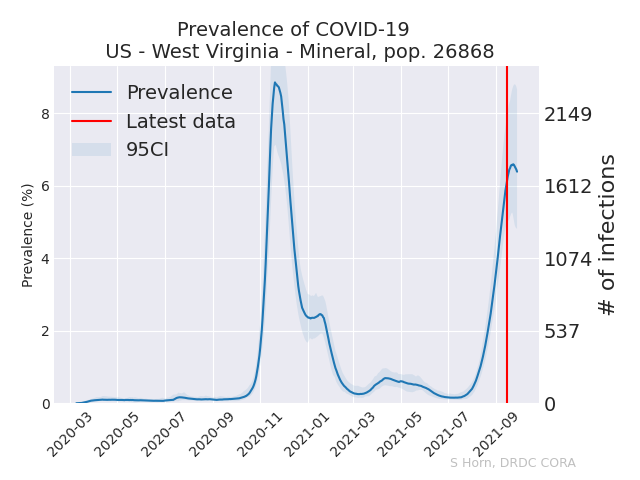 Prevalence of COVID-19
US - West Virginia - Mineral, pop. 26868
Prevalence
Latest data
95CI
Prevalence (%)
8
6
4
2
0
2149
1612
1074
537
0
# of infections
2020-03
2020-05
2020-07
2020-09
2020-11
2021-01
2021-03
2021-05
2021-07
2021-09
S Horn, DRDC CORA